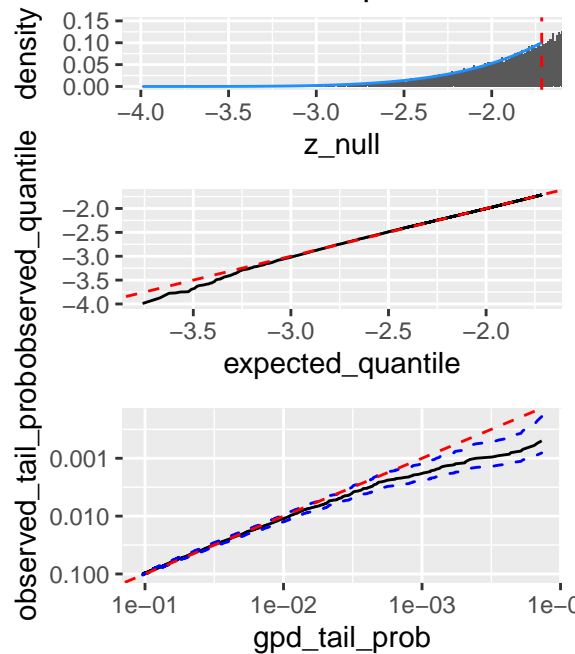 density
0.15
0.10
0.05
0.00
−4.0 −3.5 −3.0 −2.5 −2.0
z_null
observed_quantile
−2.0
−2.5
−3.0
−3.5
−4.0
−3.5 −3.0 −2.5 −2.0
expected_quantile
observed_tail_prob
0.001
0.010
0.100
1e−01 1e−02 1e−03 1e−0
gpd_tail_prob